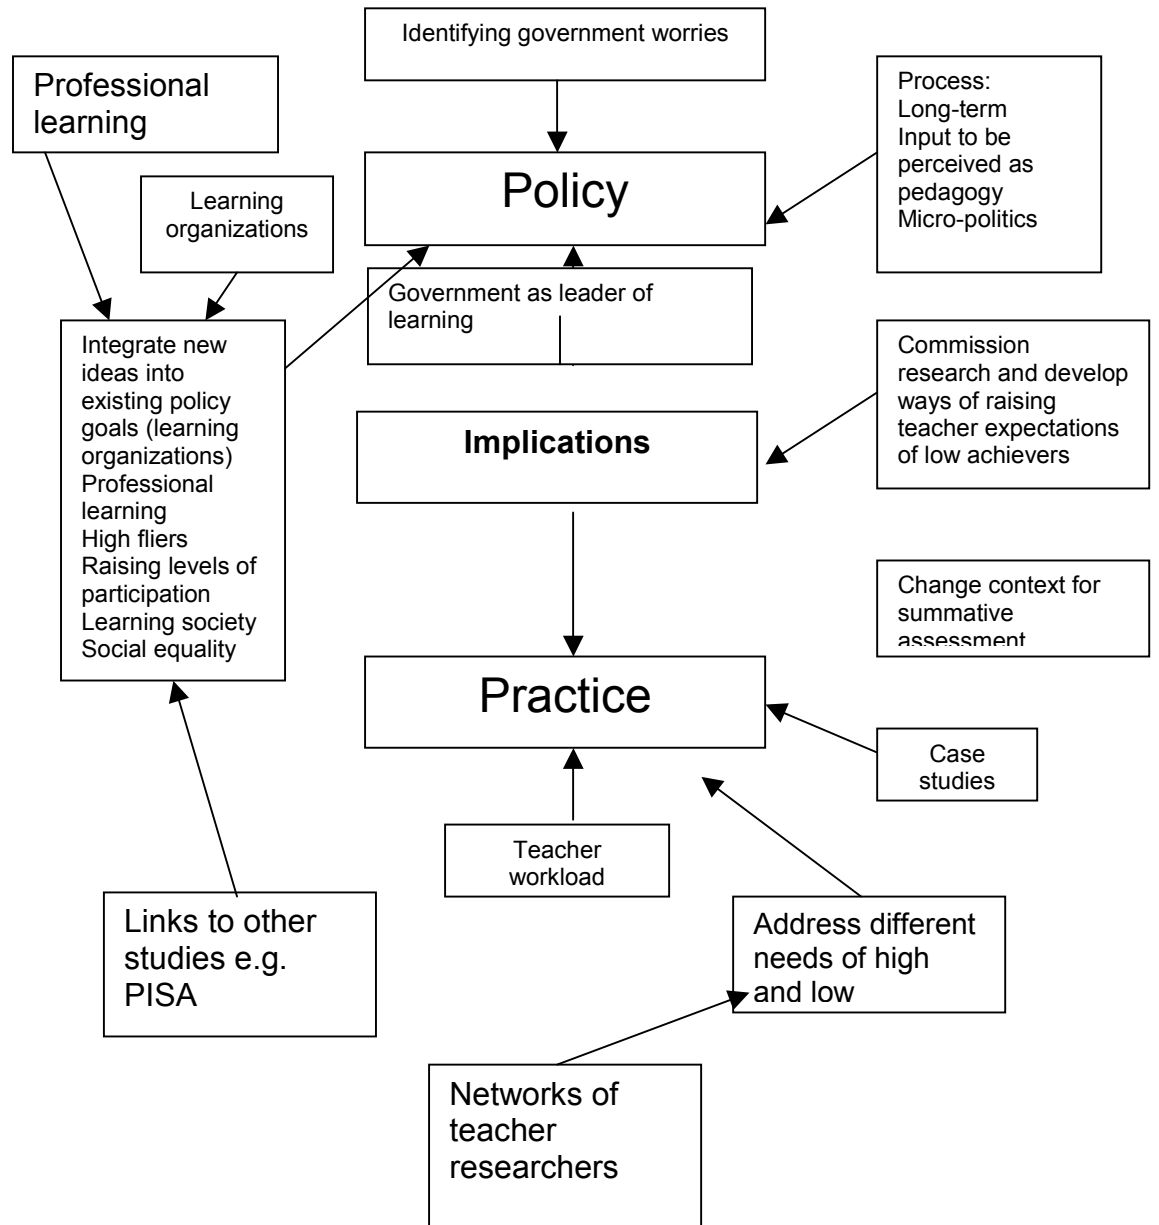 Identifying government worries
Professional
learning
Process:
Long-term
Input to be
perceived as
pedagogy
Micro-politics
Policy
Learning
organizations
Government as leader of
learning
Integrate new
ideas into
existing policy
goals (learning
organizations)
Professional
learning
High fliers
Raising levels of
participation
Learning society
Social equality
Commission
research and develop
ways of raising
teacher expectations
of low achievers
Implications
Change context for
summative
assessment
Practice
Case
studies
Teacher
workload
Links to other
studies e.g.
PISA
Address different
needs of high
and low
Networks of
teacher
researchers